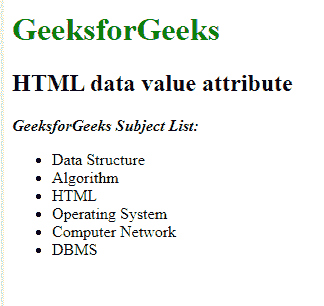 GeeksforGeeks
HTML data value attribute
GeeksforGeeks Subject List:
Data Structure
Algorithm
HTML
Operating System
Computer Network
DBMS